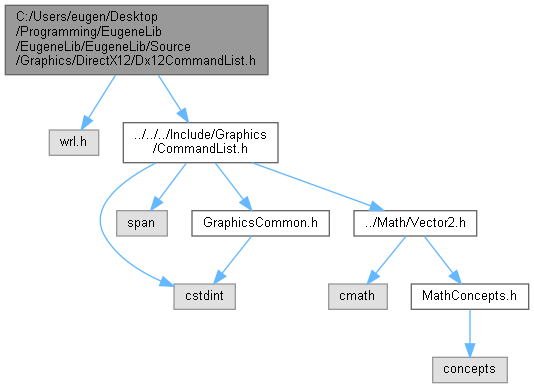 C:/Users/eugen/Desktop
/Programming/EugeneLib
/EugeneLib/EugeneLib/Source
/Graphics/DirectX12/Dx12CommandList.h
wrl.h
../../../Include/Graphics
/CommandList.h
span
GraphicsCommon.h
../Math/Vector2.h
cstdint
cmath
MathConcepts.h
concepts